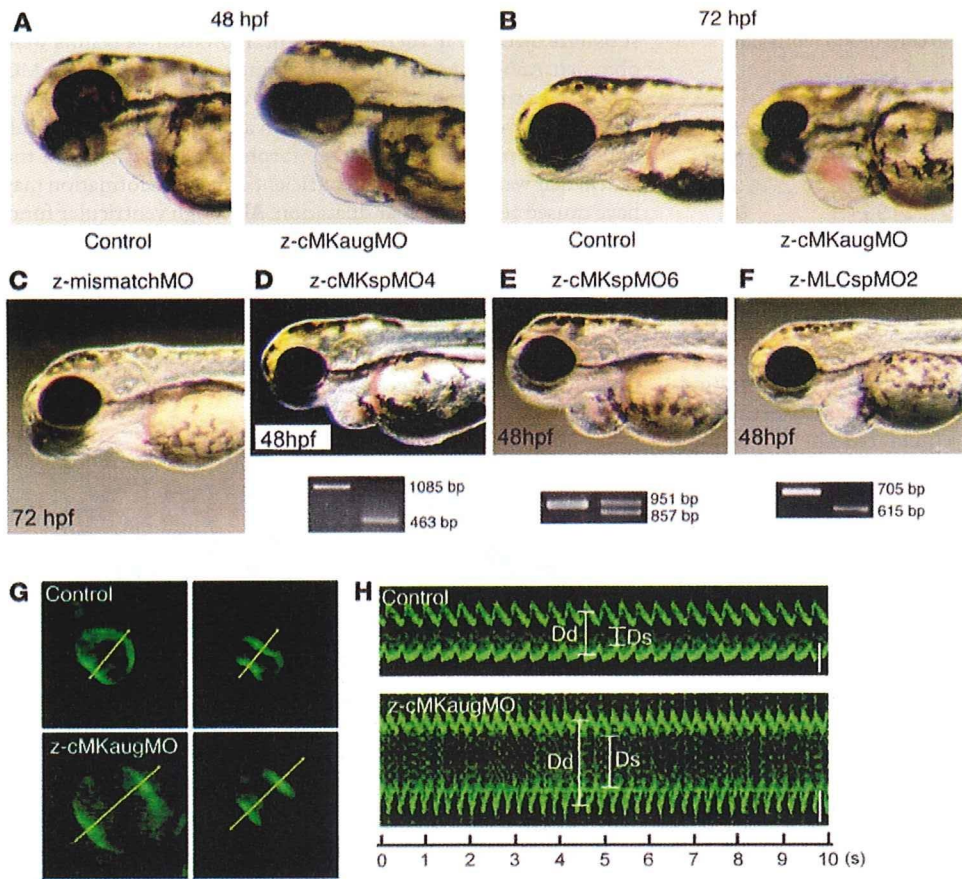 A 48 hpf
B 72 hpf
Control
z-cMKaugMO
Control
z-cMKaugMO
C z-mismatchMO
D z-cMKspMO4
E z-cMKspMO6
F z-MLCspMO2
72 hpf
48hpf
48hpf
48hpf
1085 bp
463 bp
951 bp
857 bp
705 bp
615 bp
G
Control
z-cMKaugMO
H
Control
Dd
Ds
z-cMKaugMO
Dd
Ds
0 1 2 3 4 5 6 7 8 9 10 (s)